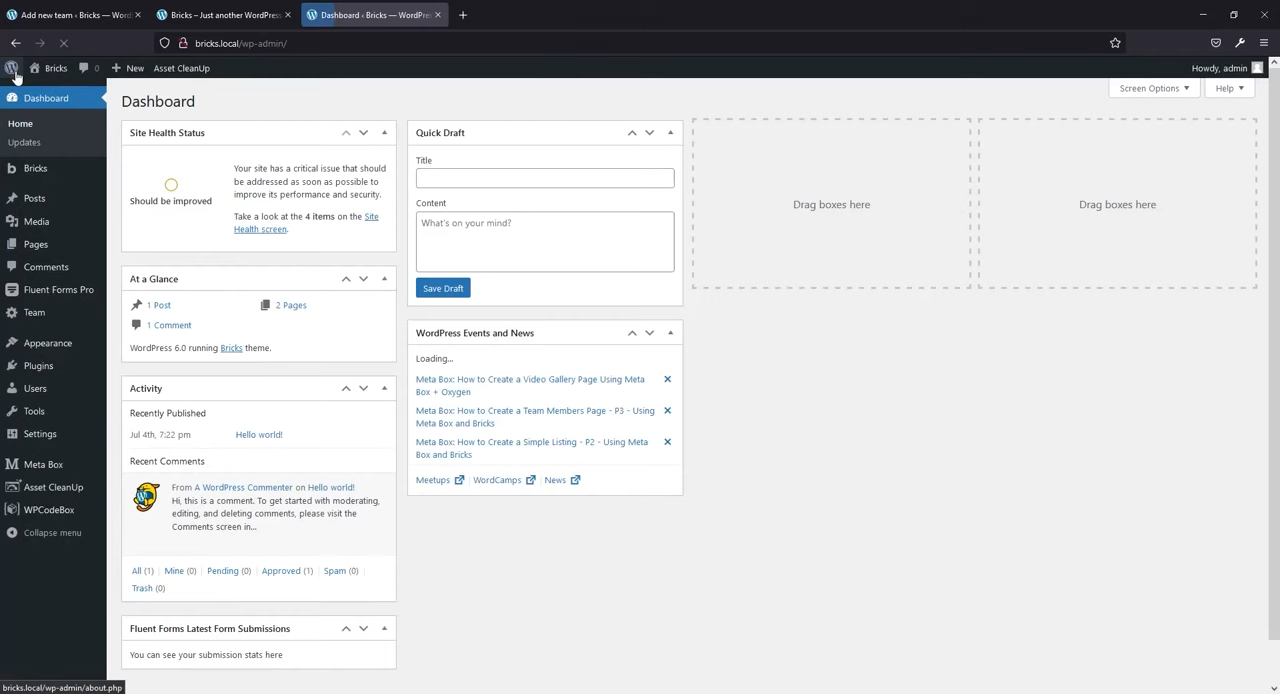 Add new team ‹ Bricks — Word
Bricks – Just another WordPress
Dashboard ‹ Bricks — WordPres
bricks.local/wp-admin/
Bricks
0
New
Asset CleanUp
Howdy, admin
Dashboard
Home
Updates
Bricks
Posts
Media
Pages
Comments
Fluent Forms Pro
Team
Appearance
Plugins
Users
Tools
Settings
Meta Box
Asset CleanUp
WPCodeBox
Collapse menu
Dashboard
Screen Options
Help
Site Health Status
Should be improved
Your site has a critical issue that should
be addressed as soon as possible to
improve its performance and security.
Take a look at the 4 items on the Site
Health screen.
At a Glance
1 Post
2 Pages
1 Comment
WordPress 6.0 running Bricks theme.
Activity
Recently Published
Jul 4th, 7:22 pm
Hello world!
Recent Comments
From A WordPress Commenter on Hello world!
Hi, this is a comment. To get started with moderating,
editing, and deleting comments, please visit the
Comments screen in...
All (1)
Mine (0)
Pending (0)
Approved (1)
Spam (0)
Trash (0)
Fluent Forms Latest Form Submissions
You can see your submission stats here
Quick Draft
Title
Content
What's on your mind?
Save Draft
WordPress Events and News
Loading...
Meta Box: How to Create a Video Gallery Page Using Meta
Box + Oxygen
Meta Box: How to Create a Team Members Page - P3 - Using
Meta Box and Bricks
Meta Box: How to Create a Simple Listing - P2 - Using Meta
Box and Bricks
Meetups
WordCamps
News
Drag boxes here
Drag boxes here
bricks.local/wp-admin/about.php